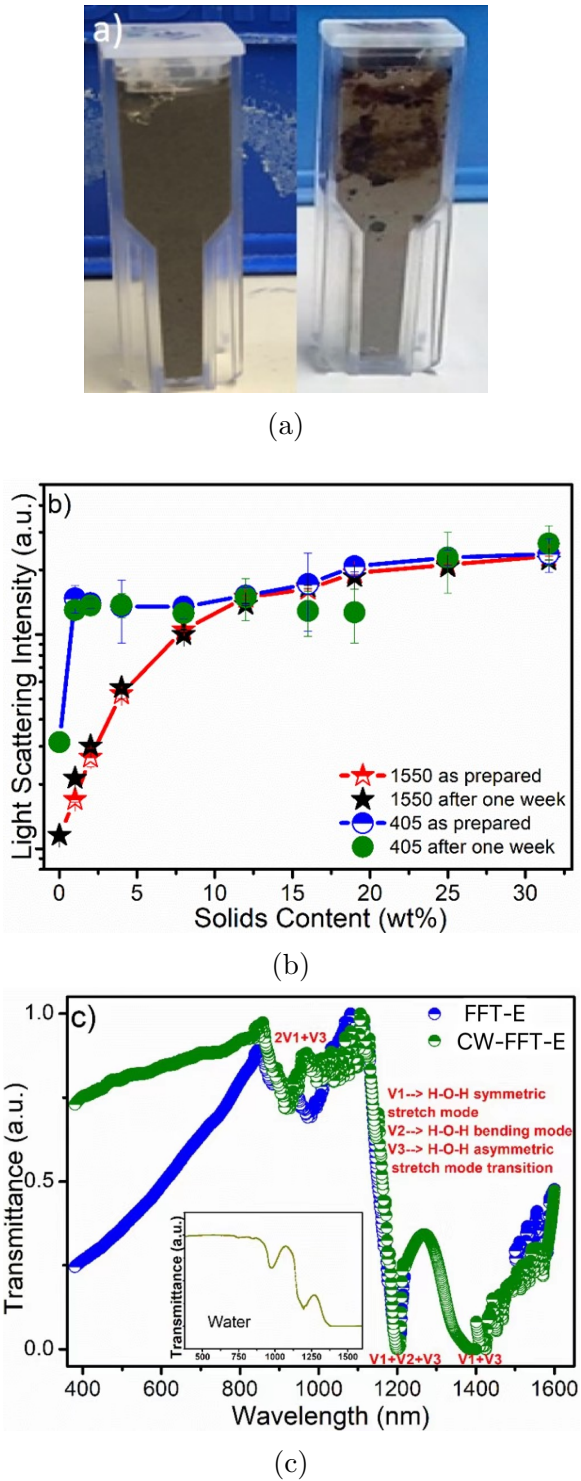 a)
(a)
b)
Light Scattering Intensity (a.u.)
1550 as prepared
1550 after one week
405 as prepared
405 after one week
0 5 10 15 20 25 30
Solids Content (wt%)
(b)
c)
1.0
0.5
0.0
Transmittance (a.u.)
FFT-E
CW-FFT-E
2V1+V3
V1--> H-O-H symmetric
stretch mode
V2--> H-O-H bending mode
V3--> H-O-H asymmetric
stretch mode transition
Transmittance (a.u.)
Water
500 750 1000 1250 1500
V1+V2+V3
V1+V3
400 600 800 1000 1200 1400 1600
Wavelength (nm)
(c)